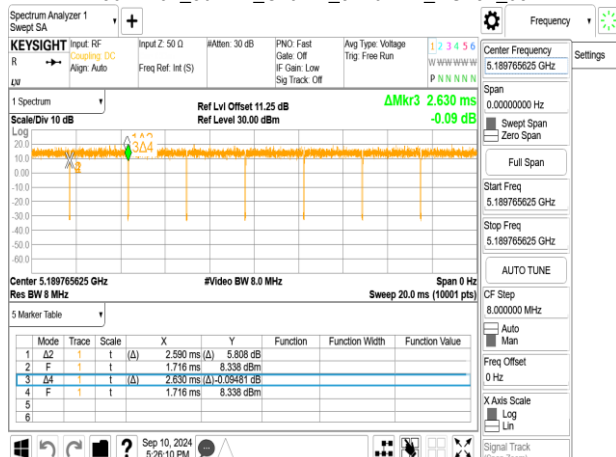 Spectrum Analyzer 1
Swept SA
+
Frequency
KEYSIGHT Input: RF Input Z: 50 Ω #Atten: 30 dB PNO: Fast Avg Type: Voltage 1 2 3 4 5 6
R Coupling: DC Gate: Off Trig: Free Run
Align: Auto Freq Ref: Int (S) IF Gain: Low W W W W W W
Sig Track: Off P N N N N N
LXI
1 Spectrum Ref Lvl Offset 11.25 dB ΔMkr3 2.630 ms
Scale/Div 10 dB Ref Level 30.00 dBm -0.09 dB
Log
20.0
10.0
0.00
-10.0
-20.0
-30.0
-40.0
-50.0
-60.0
3Δ4
Center 5.189765625 GHz #Video BW 8.0 MHz Span 0 Hz
Res BW 8 MHz Sweep 20.0 ms (10001 pts)
5 Marker Table
Mode Trace Scale X Y Function Function Width Function Value
1 Δ2 1 t (Δ) 2.590 ms (Δ) 5.808 dB
2 F 1 t 1.716 ms 8.338 dBm
3 Δ4 1 t (Δ) 2.630 ms (Δ) -0.09481 dB
4 F 1 t 1.716 ms 8.338 dBm
5
6
?
Sep 10, 2024
5:26:10 PM
Center Frequency
5.189765625 GHz
Settings
Span
0.00000000 Hz
Swept Span
Zero Span
Full Span
Start Freq
5.189765625 GHz
Stop Freq
5.189765625 GHz
AUTO TUNE
CF Step
8.000000 MHz
Auto
Man
Freq Offset
0 Hz
X Axis Scale
Log
Lin
Signal Track